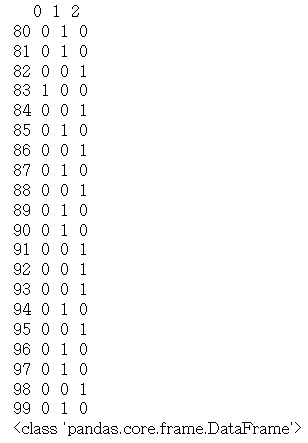 0 1 2
80 0 1 0
81 0 1 0
82 0 0 1
83 1 0 0
84 0 0 1
85 0 1 0
86 0 0 1
87 0 1 0
88 0 0 1
89 0 1 0
90 0 1 0
91 0 0 1
92 0 0 1
93 0 0 1
94 0 1 0
95 0 0 1
96 0 1 0
97 0 1 0
98 0 0 1
99 0 1 0
<class 'pandas.core.frame.DataFrame'>